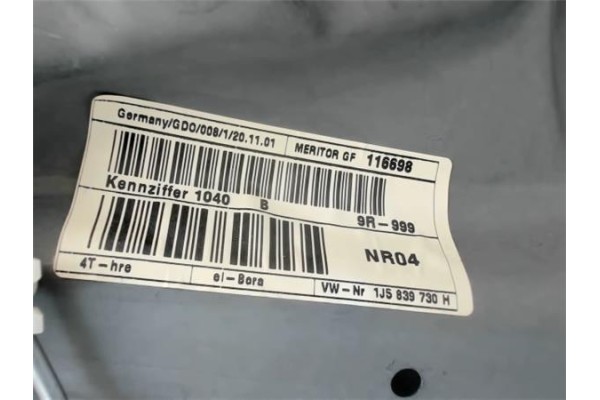 Germany/GDO/008/1/20.11.01 MERITOR GF 116698
Kennziffer 1040 B 9R-999
NR04
4T-hre el-Bora VW-Nr 1J5 839 730 H